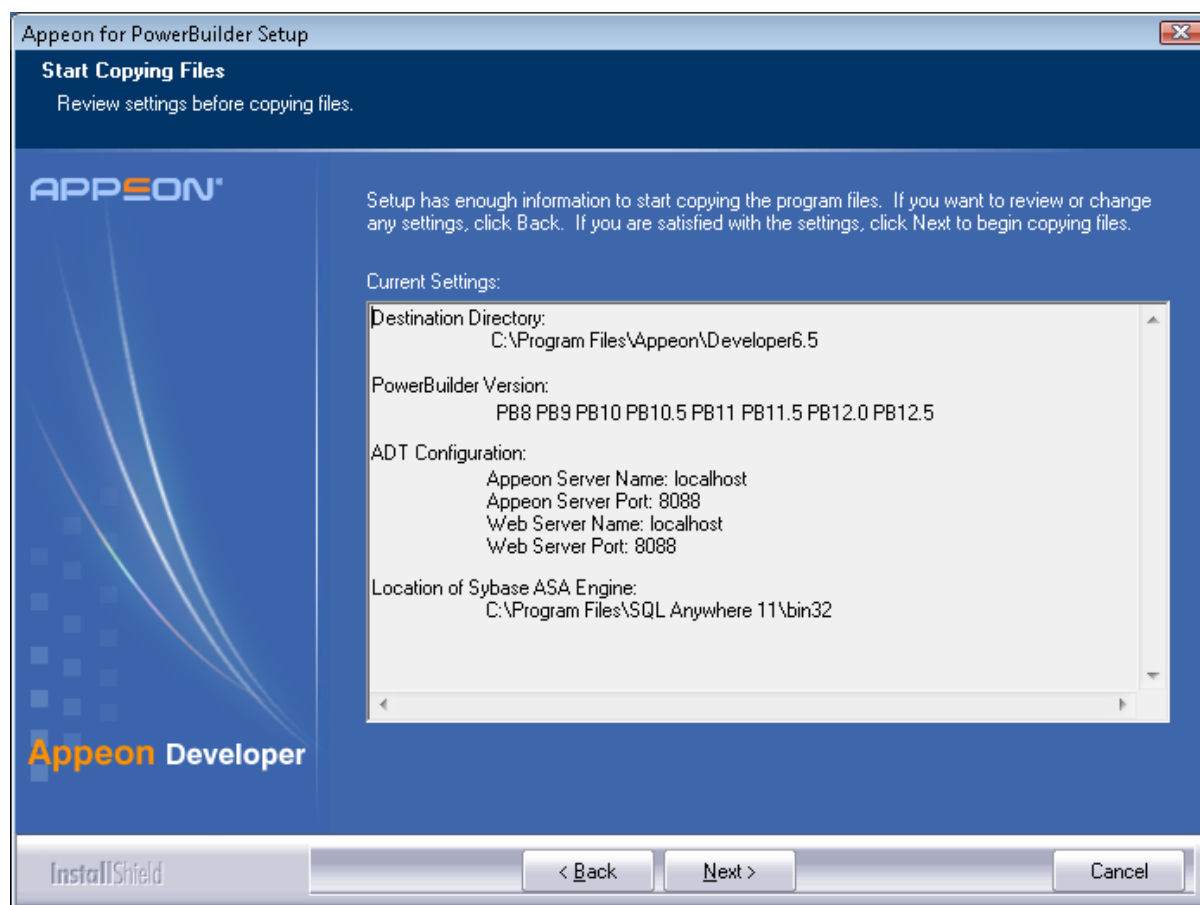 Appeon for PowerBuilder Setup
Start Copying Files
Review settings before copying files.
APPEON®
Setup has enough information to start copying the program files. If you want to review or change
any settings, click Back. If you are satisfied with the settings, click Next to begin copying files.
Current Settings:
Destination Directory:
C:\Program Files\Appeon\Developer6.5
PowerBuilder Version:
PB8 PB9 PB10 PB10.5 PB11 PB11.5 PB12.0 PB12.5
ADT Configuration:
Appeon Server Name: localhost
Appeon Server Port: 8088
Web Server Name: localhost
Web Server Port: 8088
Location of Sybase ASA Engine:
C:\Program Files\SQL Anywhere 11\bin32
Appeon Developer
InstallShield
< Back
Next >
Cancel